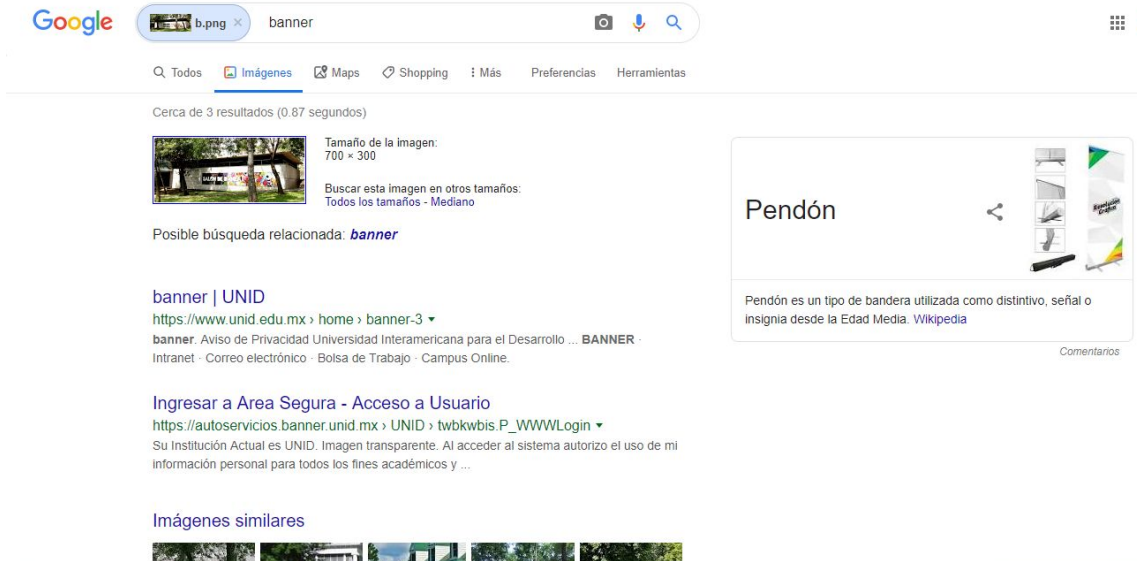 Google
b.png × banner
Todos Imágenes Maps Shopping Más Preferencias Herramientas
Cerca de 3 resultados (0.87 segundos)
Tamaño de la imagen:
700 × 300
Buscar esta imagen en otros tamaños:
Todos los tamaños - Mediano
Posible búsqueda relacionada: banner
banner | UNID
https://www.unid.edu.mx › home › banner-3
banner. Aviso de Privacidad Universidad Interamericana para el Desarrollo ... BANNER ·
Intranet · Correo electrónico · Bolsa de Trabajo · Campus Online.
Ingresar a Area Segura - Acceso a Usuario
https://autoservicios.banner.unid.mx › UNID › twbkwbis.P_WWWLogin
Su Institución Actual es UNID. Imagen transparente. Al acceder al sistema autorizo el uso de mi
información personal para todos los fines académicos y ...
Imágenes similares
Pendón
Pendón es un tipo de bandera utilizada como distintivo, señal o
insignia desde la Edad Media. Wikipedia
Comentarios